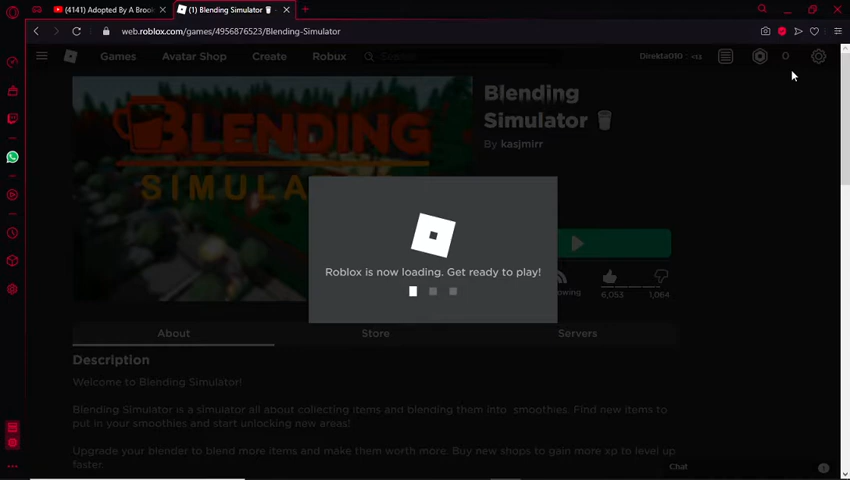 (4141) Adopted By A Brook
(1) Blending Simulator
web.roblox.com/games/4956876523/Blending-Simulator
Games
Avatar Shop
Create
Robux
Search
Direkta010 : <13
0
BLENDING
SIMULA
Blending
Simulator
By kasjmirr
Roblox is now loading. Get ready to play!
owing
6,053
1,064
About
Store
Servers
Description
Welcome to Blending Simulator!
Blending Simulator is a simulator all about collecting items and blending them into smoothies. Find new items to
put in your smoothies and start unlocking new areas!
Upgrade your blender to blend more items and make them worth more. Buy new shops to gain more xp to level up
faster.
Chat
1